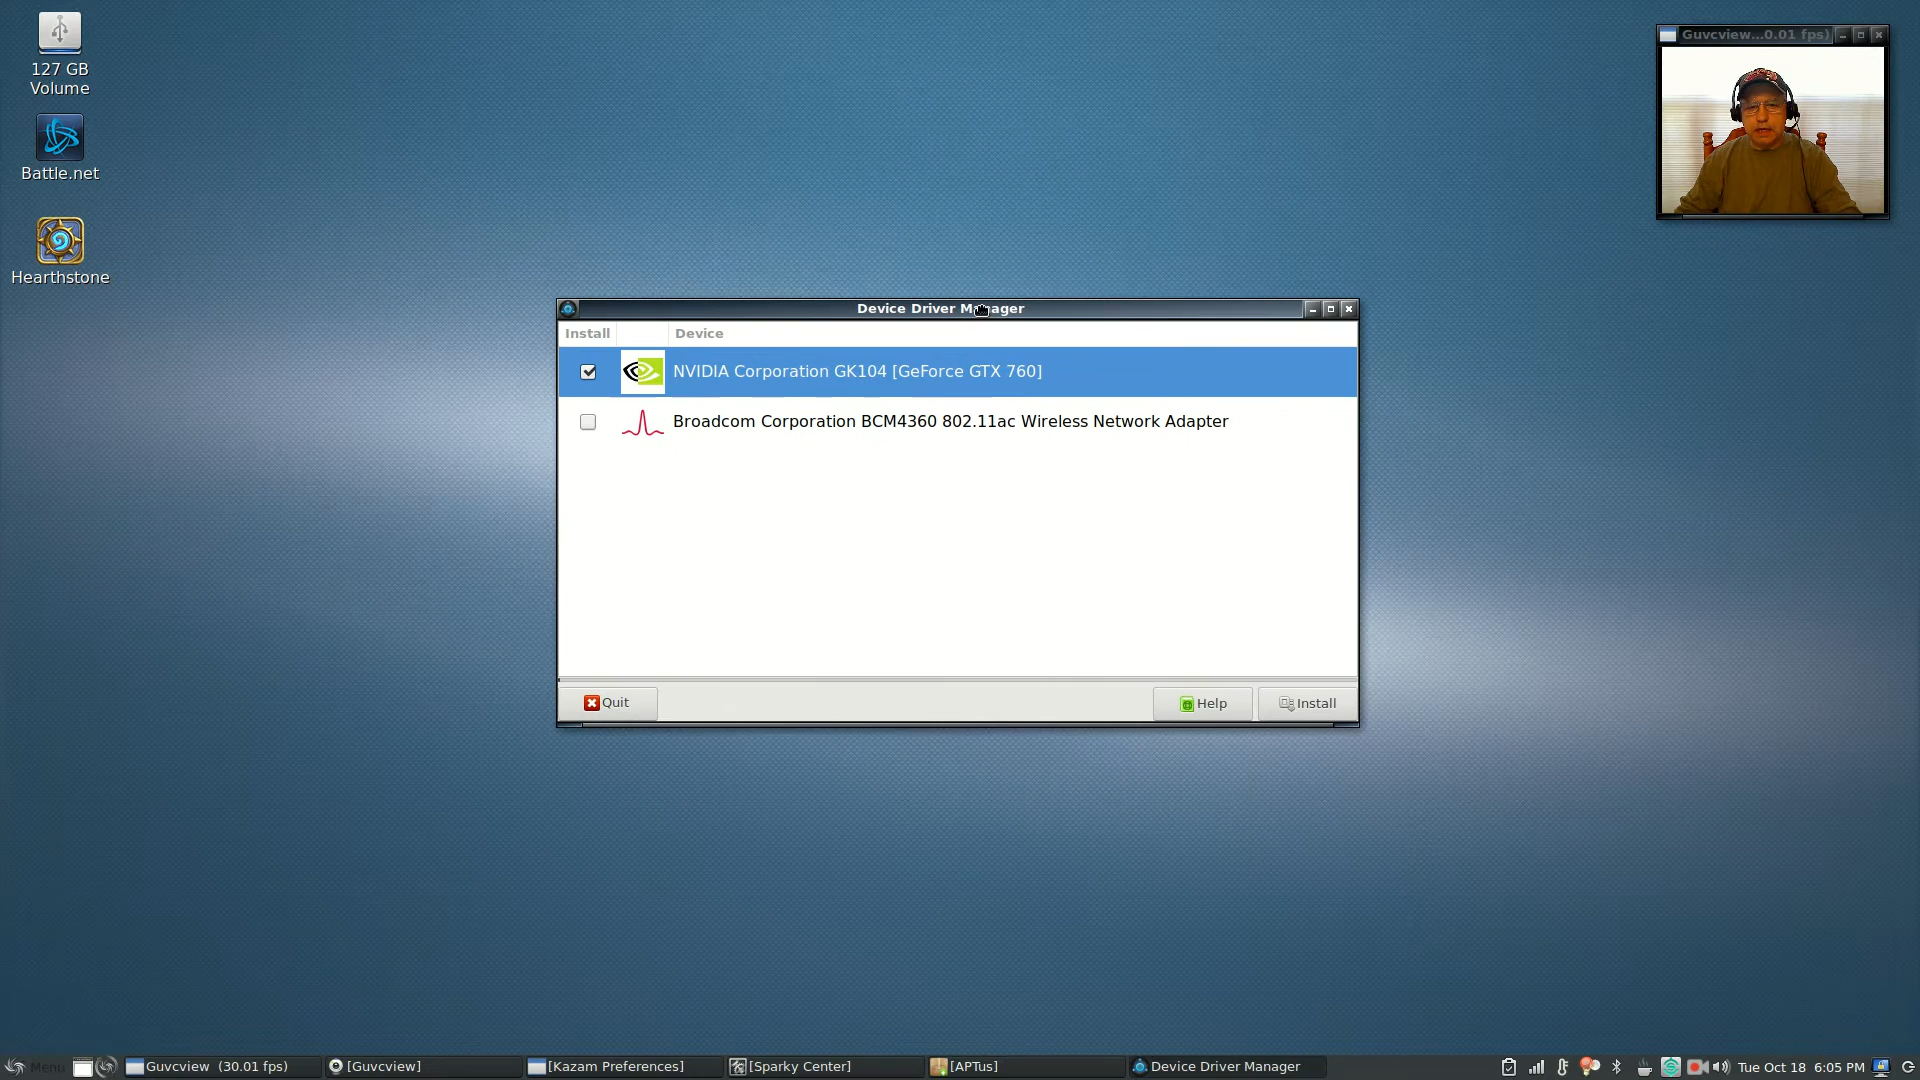 127 GB
Volume
Battle.net
Hearthstone
Guvcview...0.01 fps)
Device Driver Manager
Install
Device
NVIDIA Corporation GK104 [GeForce GTX 760]
Broadcom Corporation BCM4360 802.11ac Wireless Network Adapter
Quit
Help
Install
Menu
Guvcview (30.01 fps)
[Guvcview]
[Kazam Preferences]
[Sparky Center]
[APTus]
Device Driver Manager
Tue Oct 18 6:05 PM